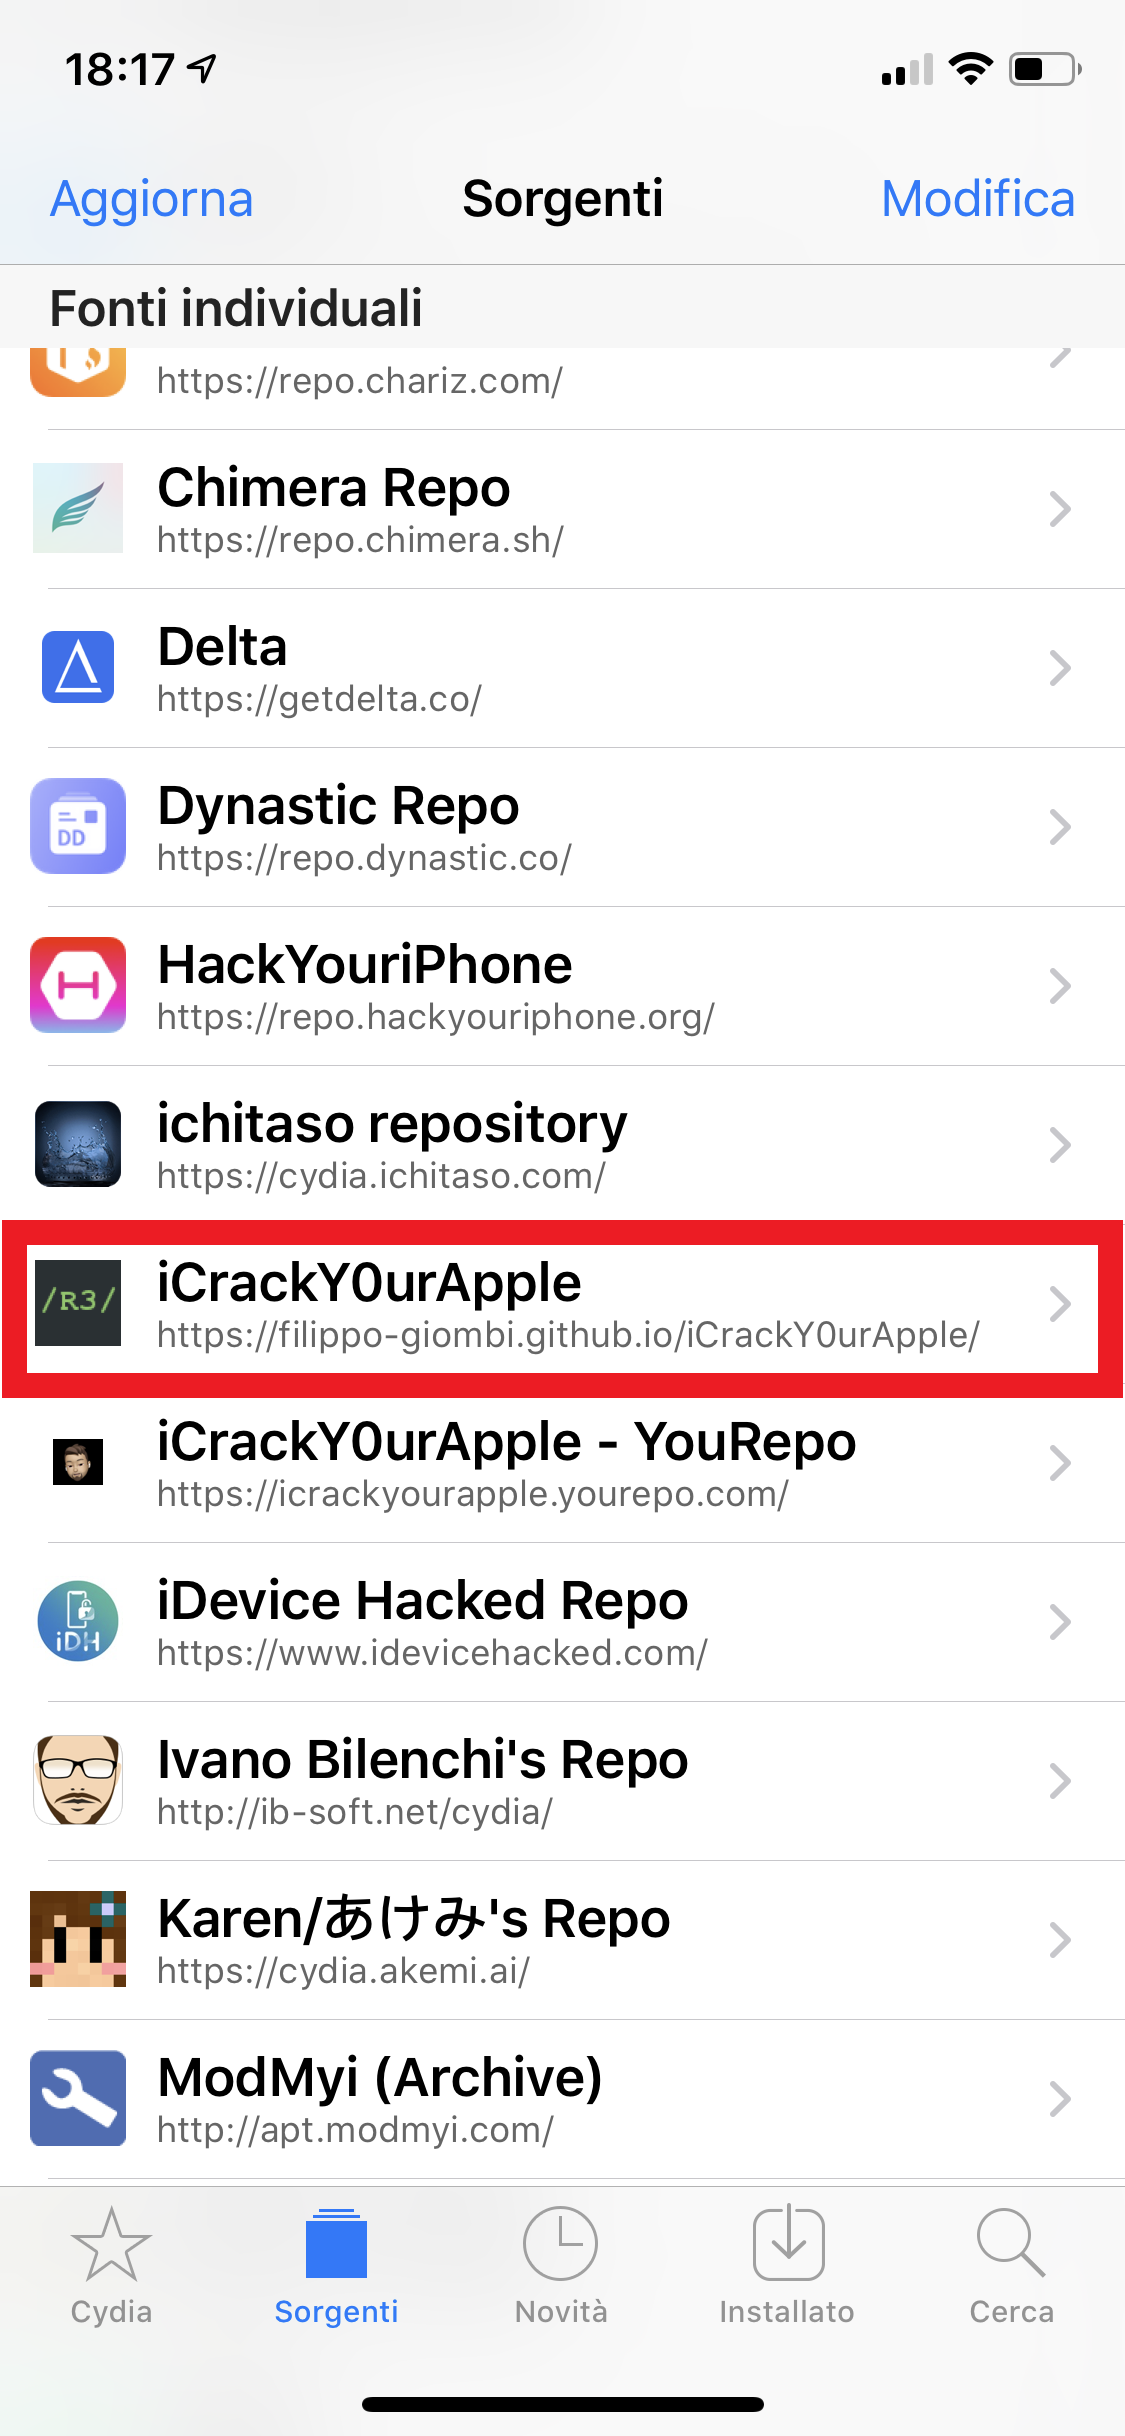 18:17
Aggiorna
Sorgenti
Modifica
Fonti individuali
https://repo.chariz.com/
Chimera Repo
https://repo.chimera.sh/
Delta
https://getdelta.co/
DD
Dynastic Repo
https://repo.dynastic.co/
H
HackYouriPhone
https://repo.hackyouriphone.org/
ichitaso repository
https://cydia.ichitaso.com/
/R3/
iCrackY0urApple
https://filippo-giombi.github.io/iCrackY0urApple/
iCrackY0urApple - YouRepo
https://icrackyourapple.yourepo.com/
iDH
iDevice Hacked Repo
https://www.idevicehacked.com/
Ivano Bilenchi's Repo
http://ib-soft.net/cydia/
Karen/あけみ's Repo
https://cydia.akemi.ai/
ModMyi (Archive)
http://apt.modmyi.com/
Cydia
Sorgenti
Novità
Installato
Cerca